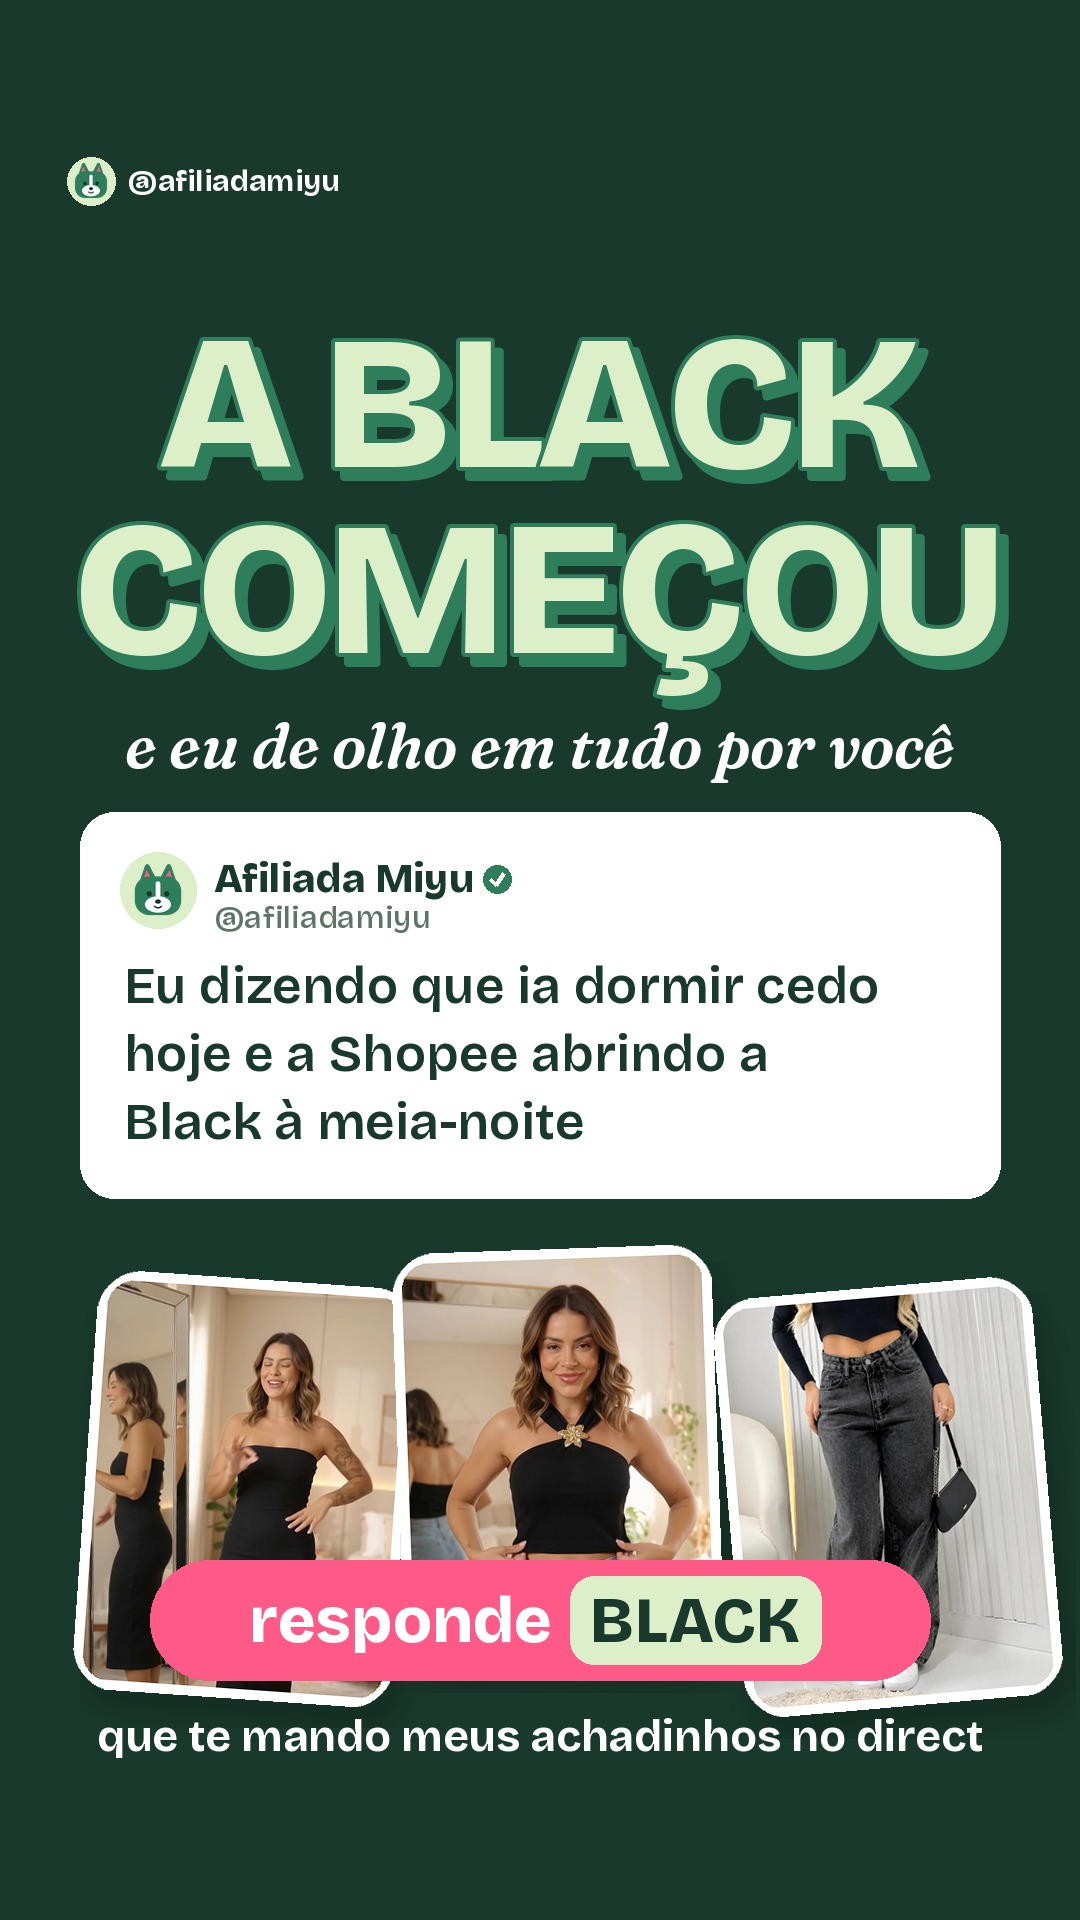 @afiliadamiyu
A BLACK
COMEÇOU
e eu de olho em tudo por você
Afiliada Miyu
@afiliadamiyu
Eu dizendo que ia dormir cedo
hoje e a Shopee abrindo a
Black à meia-noite
responde BLACK
que te mando meus achadinhos no direct